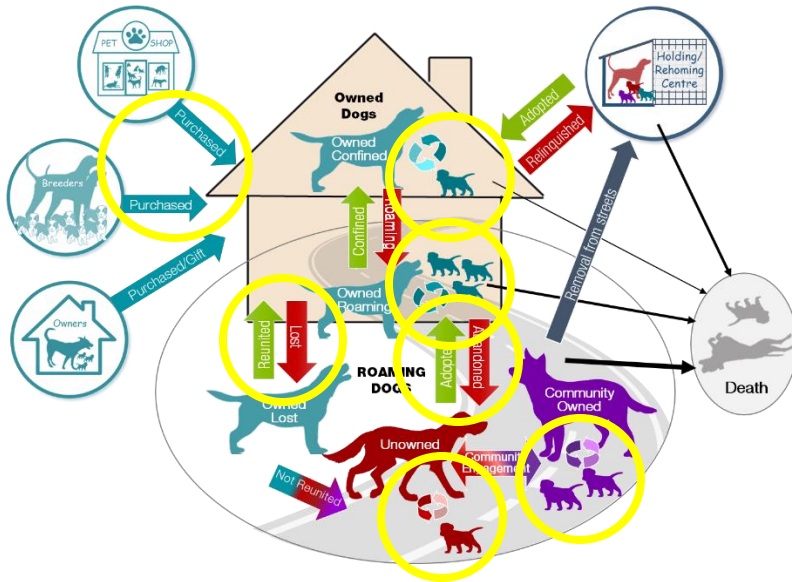 PET SHOP
Purchased
Breeders
Purchased
Purchased/Gift
Owners
Owned
Dogs
Owned
Confined
Adopted
Relinquished
Holding/
Rehoming
Centre
Confined
Roaming
Removal from streets
Owned
Roaming
Reunited
Lost
Adopted
Abandoned
Death
ROAMING
DOGS
Owned
Lost
Community
Owned
Unowned
Community
Engagement
Not Reunited